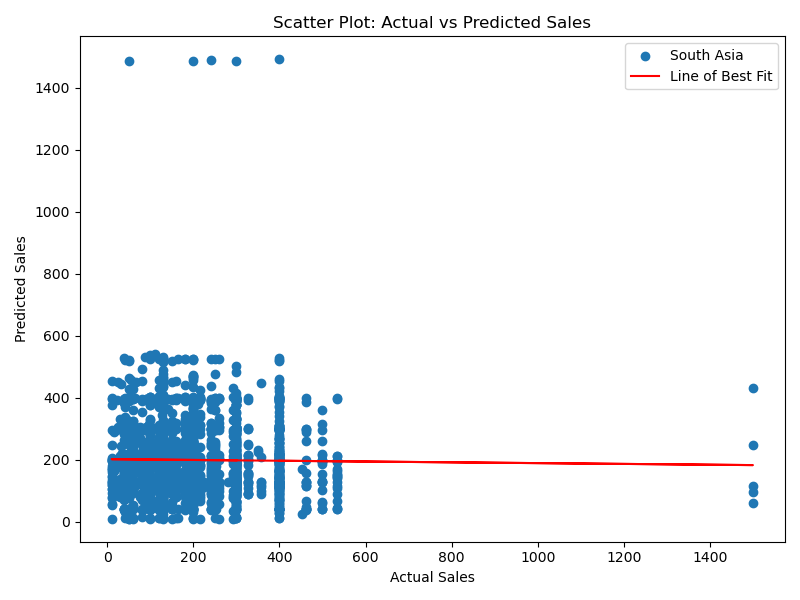 Scatter Plot: Actual vs Predicted Sales
South Asia
Line of Best Fit
Predicted Sales
1400
1200
1000
800
600
400
200
0
0 200 400 600 800 1000 1200 1400
Actual Sales